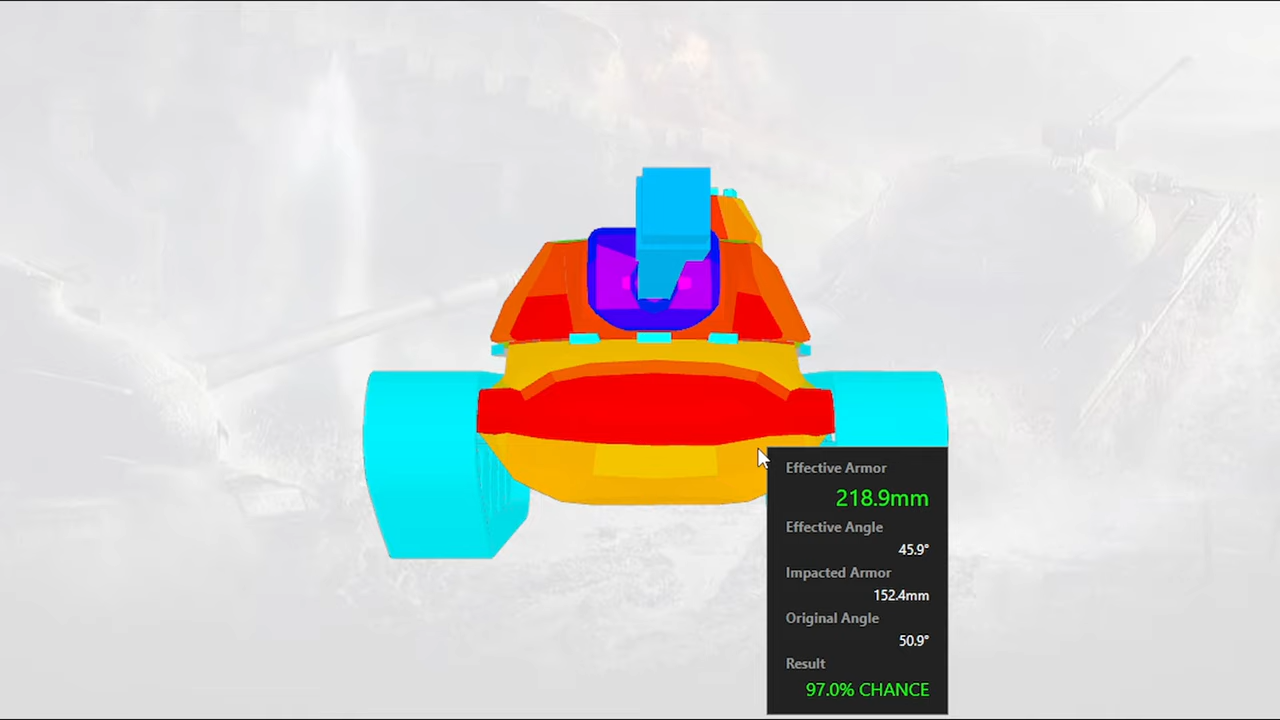 Effective Armor
218.9mm
Effective Angle
45.9°
Impacted Armor
152.4mm
Original Angle
50.9°
Result
97.0% CHANCE